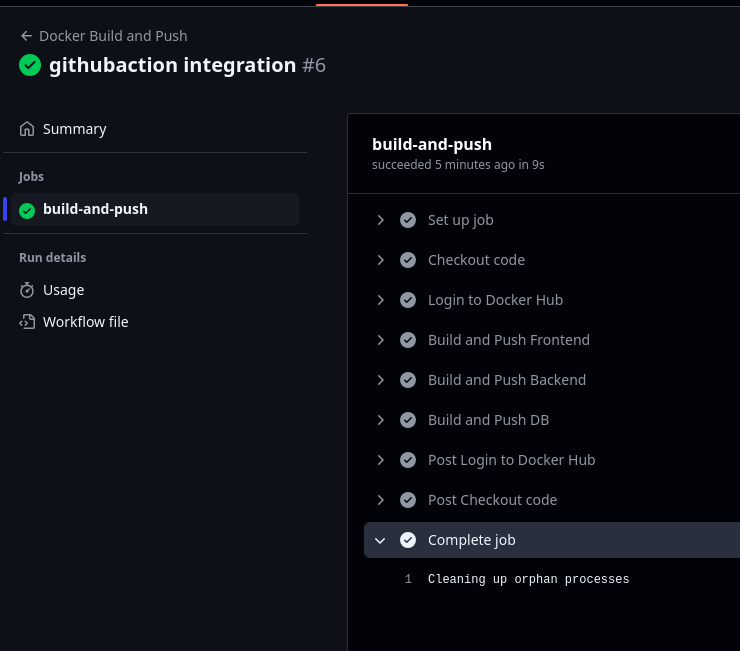 Docker Build and Push
githubaction integration #6
Summary
Jobs
build-and-push
Run details
Usage
Workflow file
build-and-push
succeeded 5 minutes ago in 9s
Set up job
Checkout code
Login to Docker Hub
Build and Push Frontend
Build and Push Backend
Build and Push DB
Post Login to Docker Hub
Post Checkout code
Complete job
1 Cleaning up orphan processes